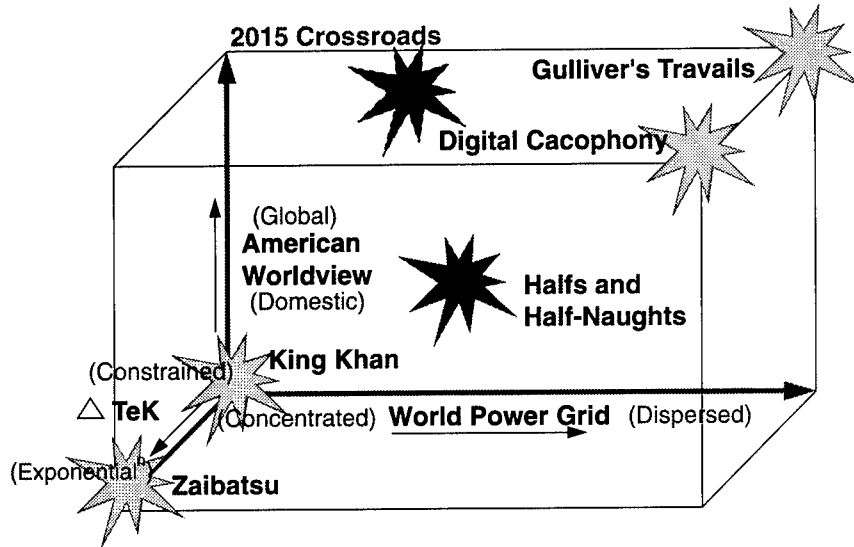 2015 Crossroads
Gulliver's Travails
Digital Cacophony
(Global)
American
Worldview
(Domestic)
Halfs and
Half-Naughts
King Khan
(Constrained)
△ TeK
(Concentrated) World Power Grid (Dispersed)
(Exponentialⁿ)
Zaibatsu